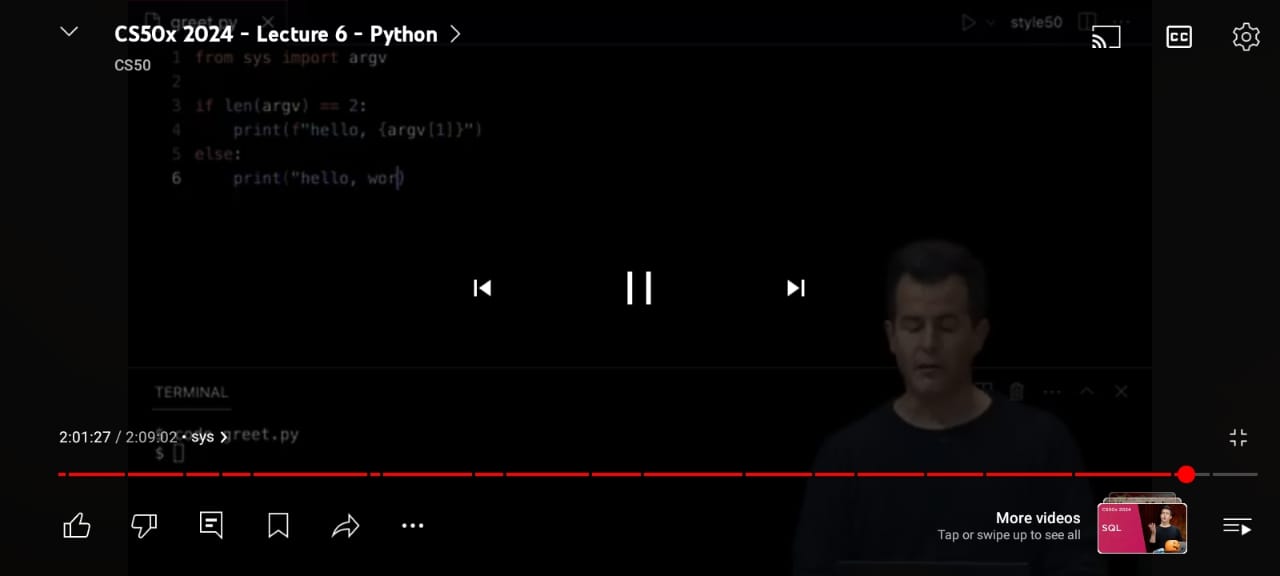 greet.py
style50
CS50x 2024 - Lecture 6 - Python
CC
CS50
1 from sys import argv
2
3 if len(argv) == 2:
4     print(f"hello, {argv[1]}")
5 else:
6     print("hello, wor)
TERMINAL
$ code greet.py
2:01:27 / 2:09:02 • sys
$
More videos
Tap or swipe up to see all
CS50x 2024
SQL